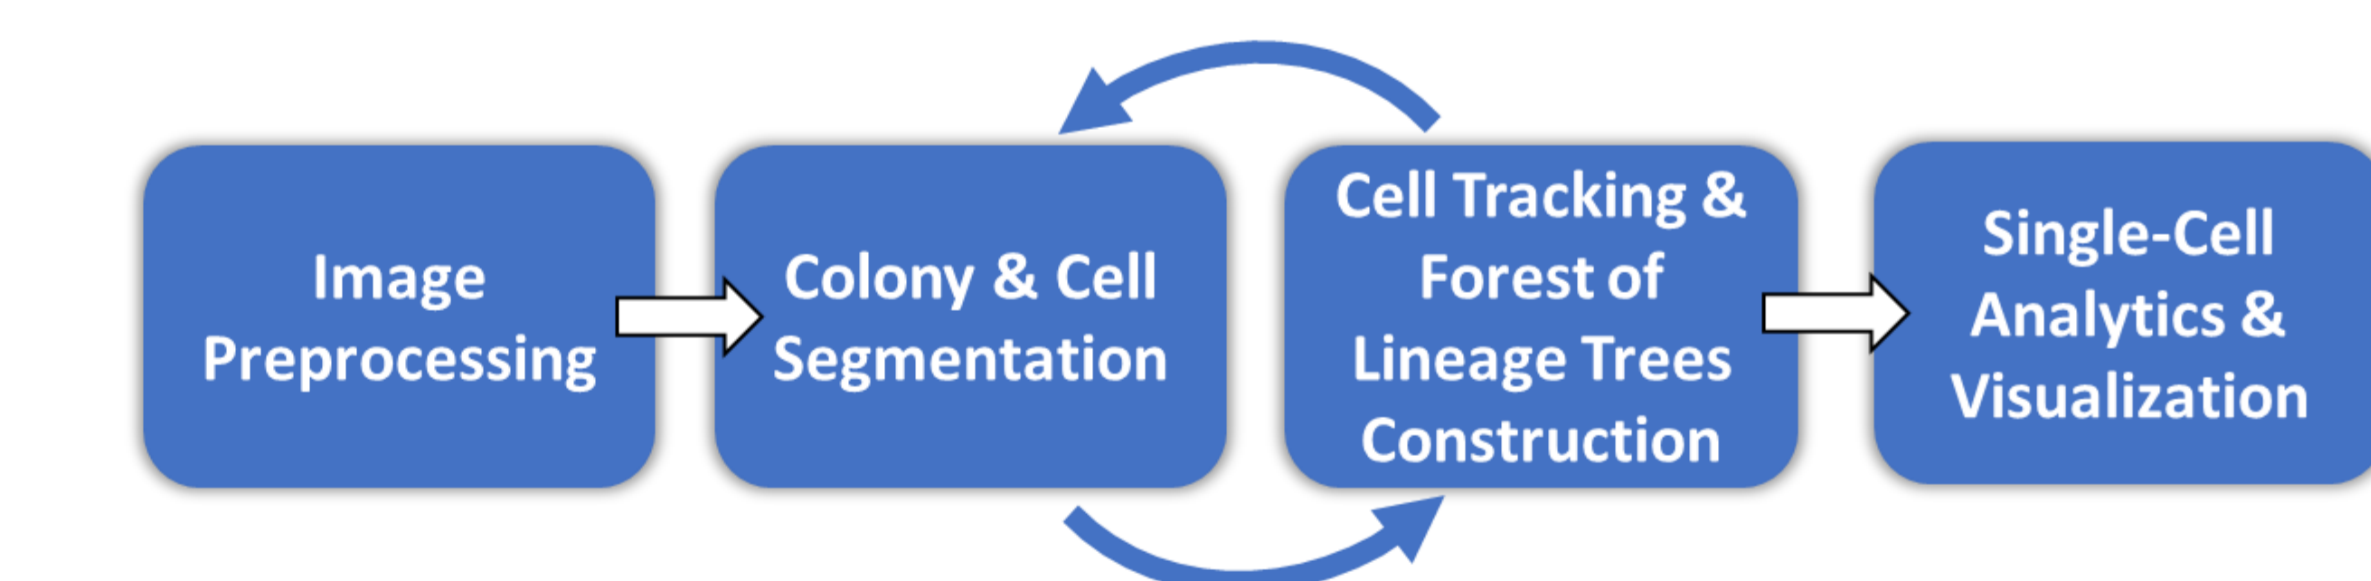 Image
Preprocessing
Colony & Cell
Segmentation
Cell Tracking &
Forest of
Lineage Trees
Construction
Single-Cell
Analytics &
Visualization